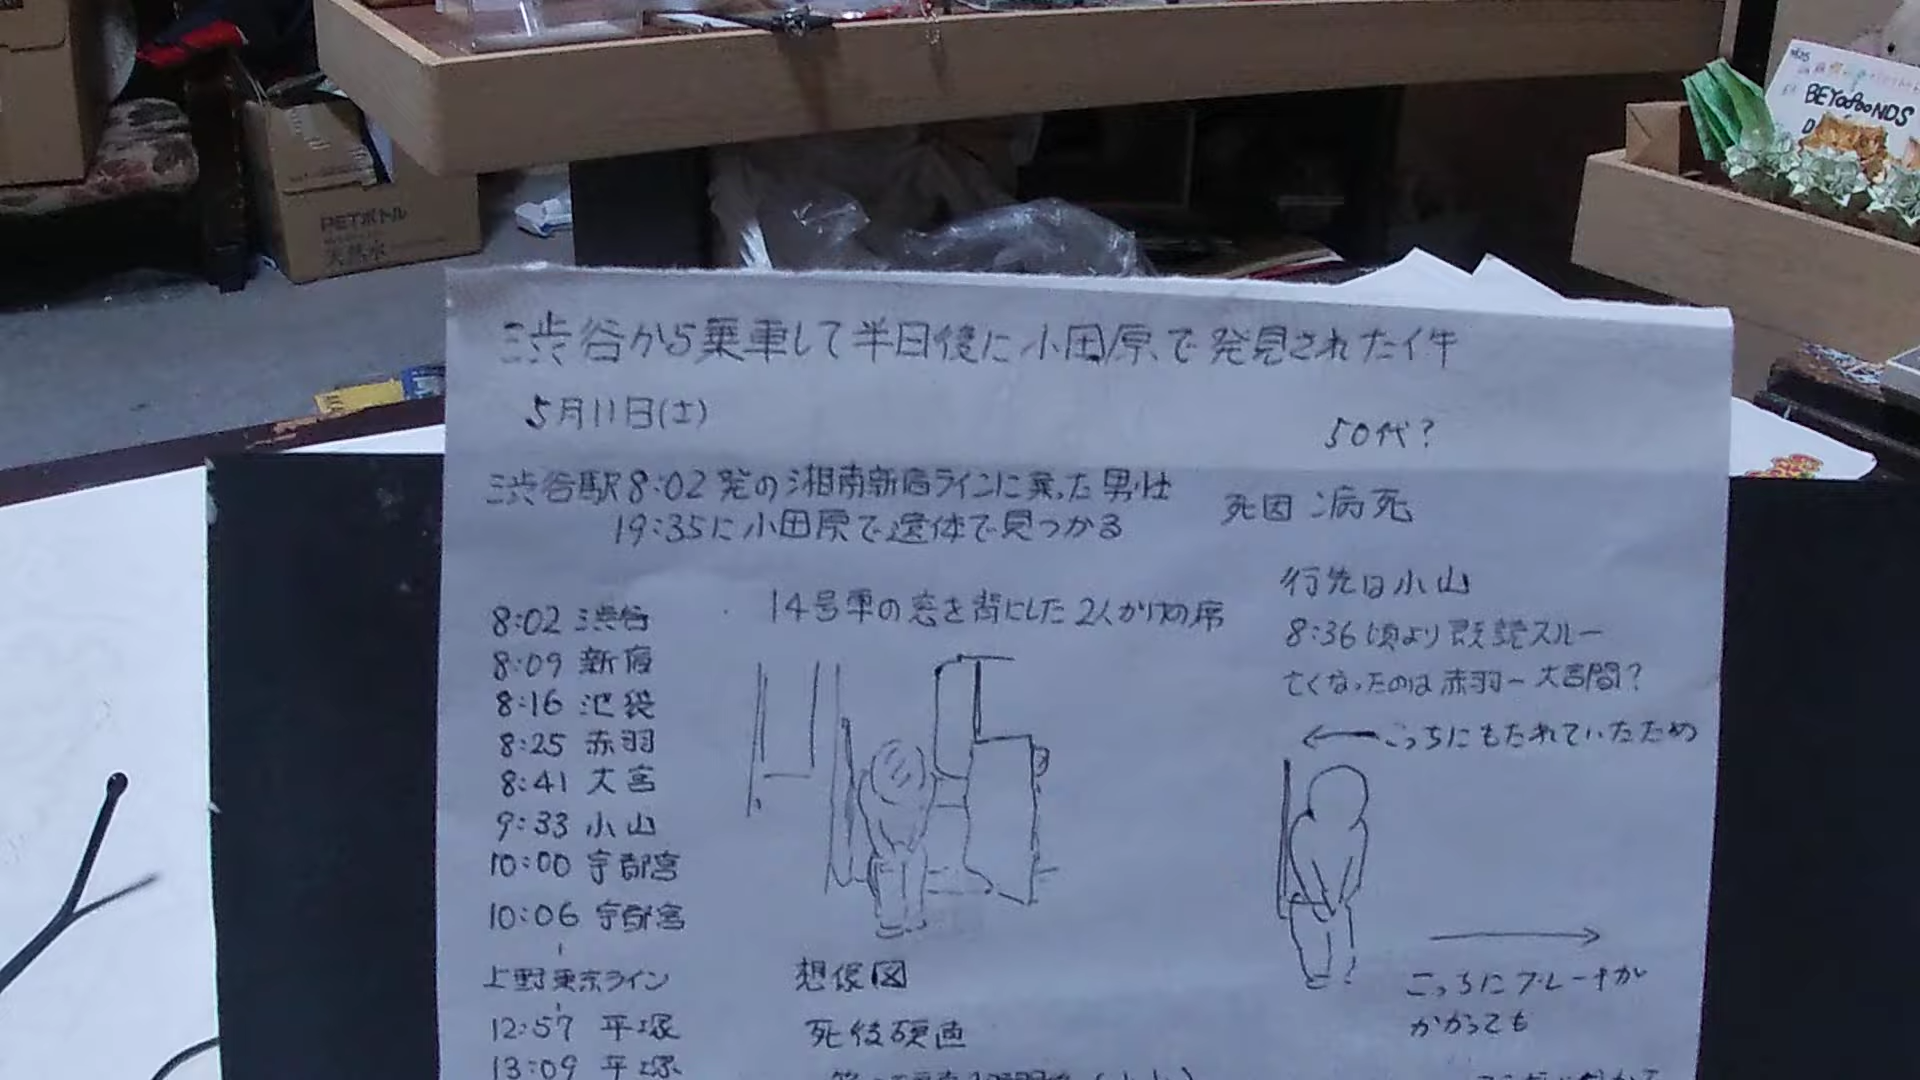 渋谷から乗車して半日後に小田原で発見された件
5月11日(土)
50代?
渋谷駅8:02発の湘南新宿ラインに乗った男性
19:35に小田原で遺体で見つかる
死因:病死
8:02 渋谷
8:09 新宿
8:16 池袋
8:25 赤羽
8:41 大宮
9:33 小山
10:00 宇都宮
10:06 宇都宮
上野東京ライン
12:57 平塚
13:09 平塚
14号車の窓を背にした2人かけの席
想像図
死後硬直
行先は小山
8:36頃より既読スルー
亡くなったのは赤羽〜大宮間?
←こっちにもたれていたため
→
こっちにブレーキが
かかっても
PETボトル
天然水
BEYOOOOONDS